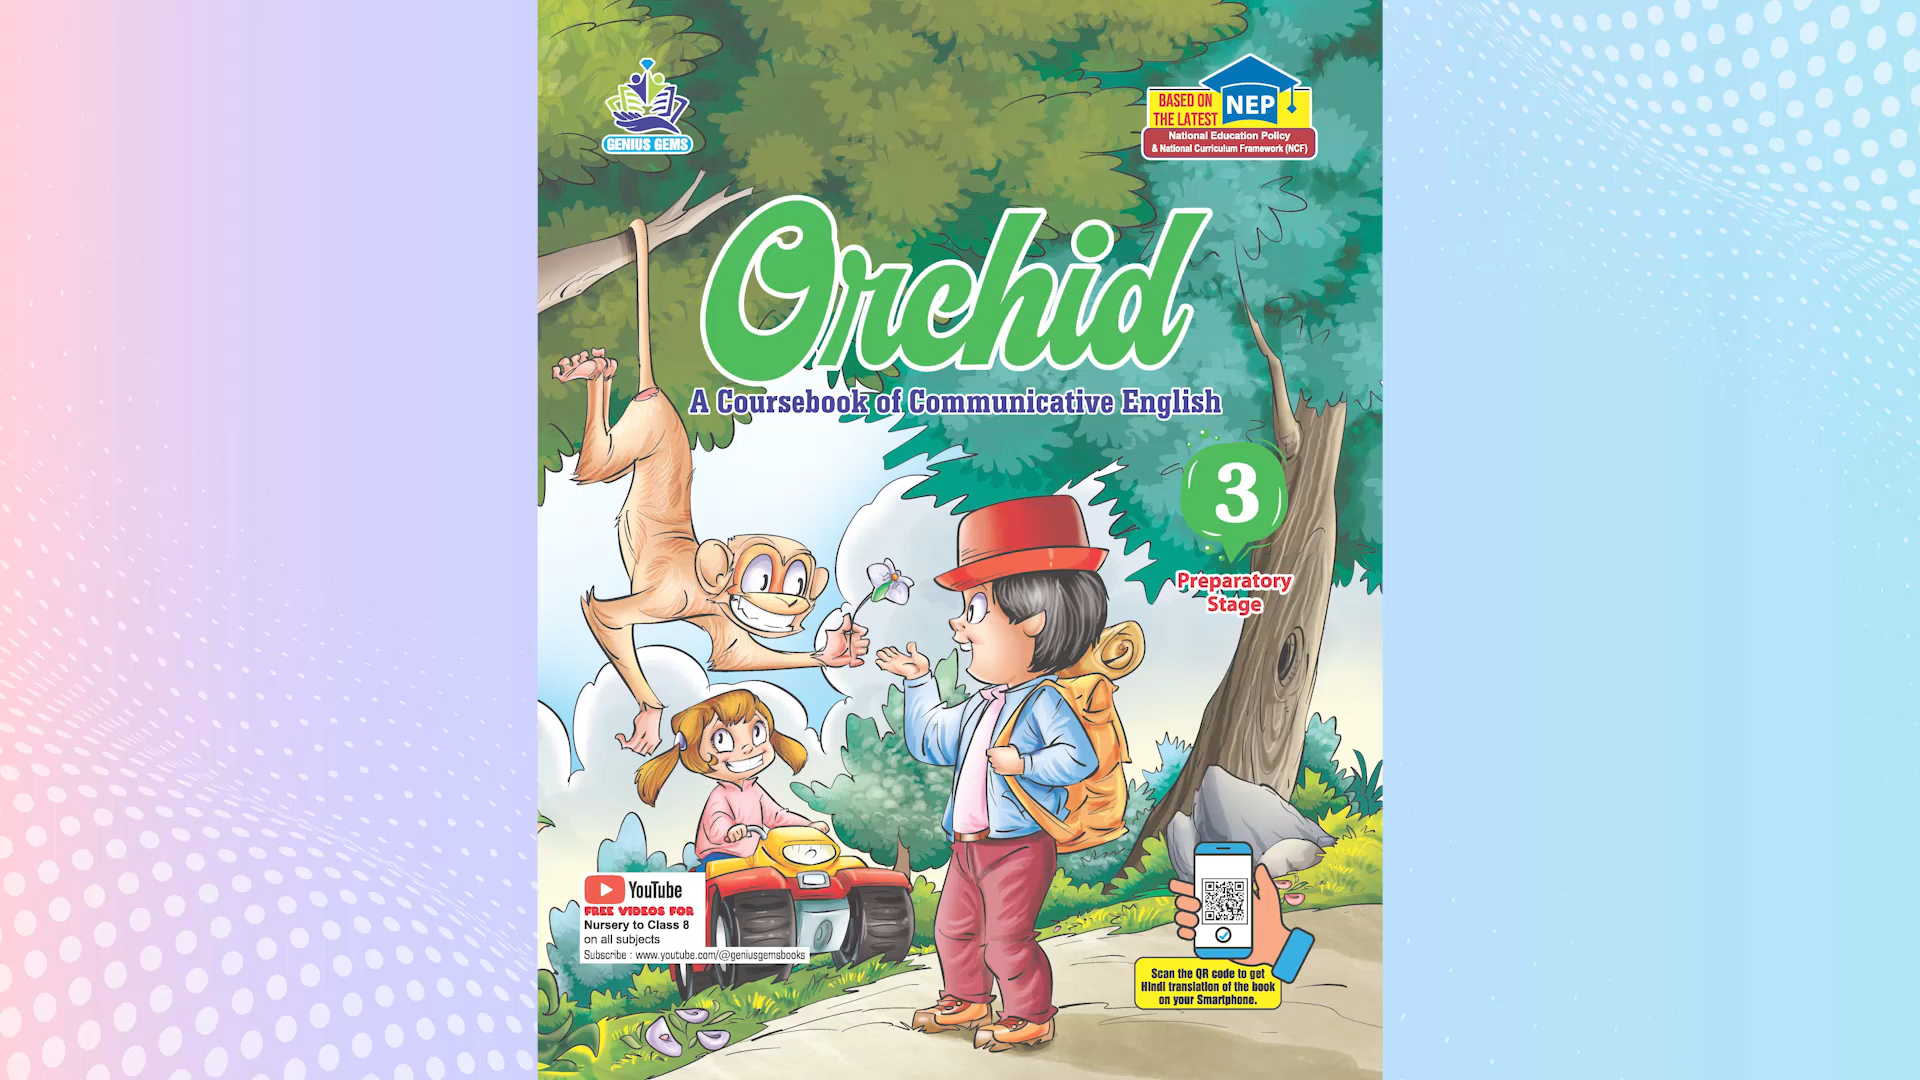 GENIUS GEMS
BASED ON
THE LATEST
NEP
National Education Policy
& National Curriculum Framework (NCF)
Orchid
A Coursebook of Communicative English
3
Preparatory
Stage
YouTube
FREE VIDEOS FOR
Nursery to Class 8
on all subjects
Subscribe : www.youtube.com/@geniusgemsbooks
Scan the QR code to get
Hindi translation of the book
on your Smartphone.